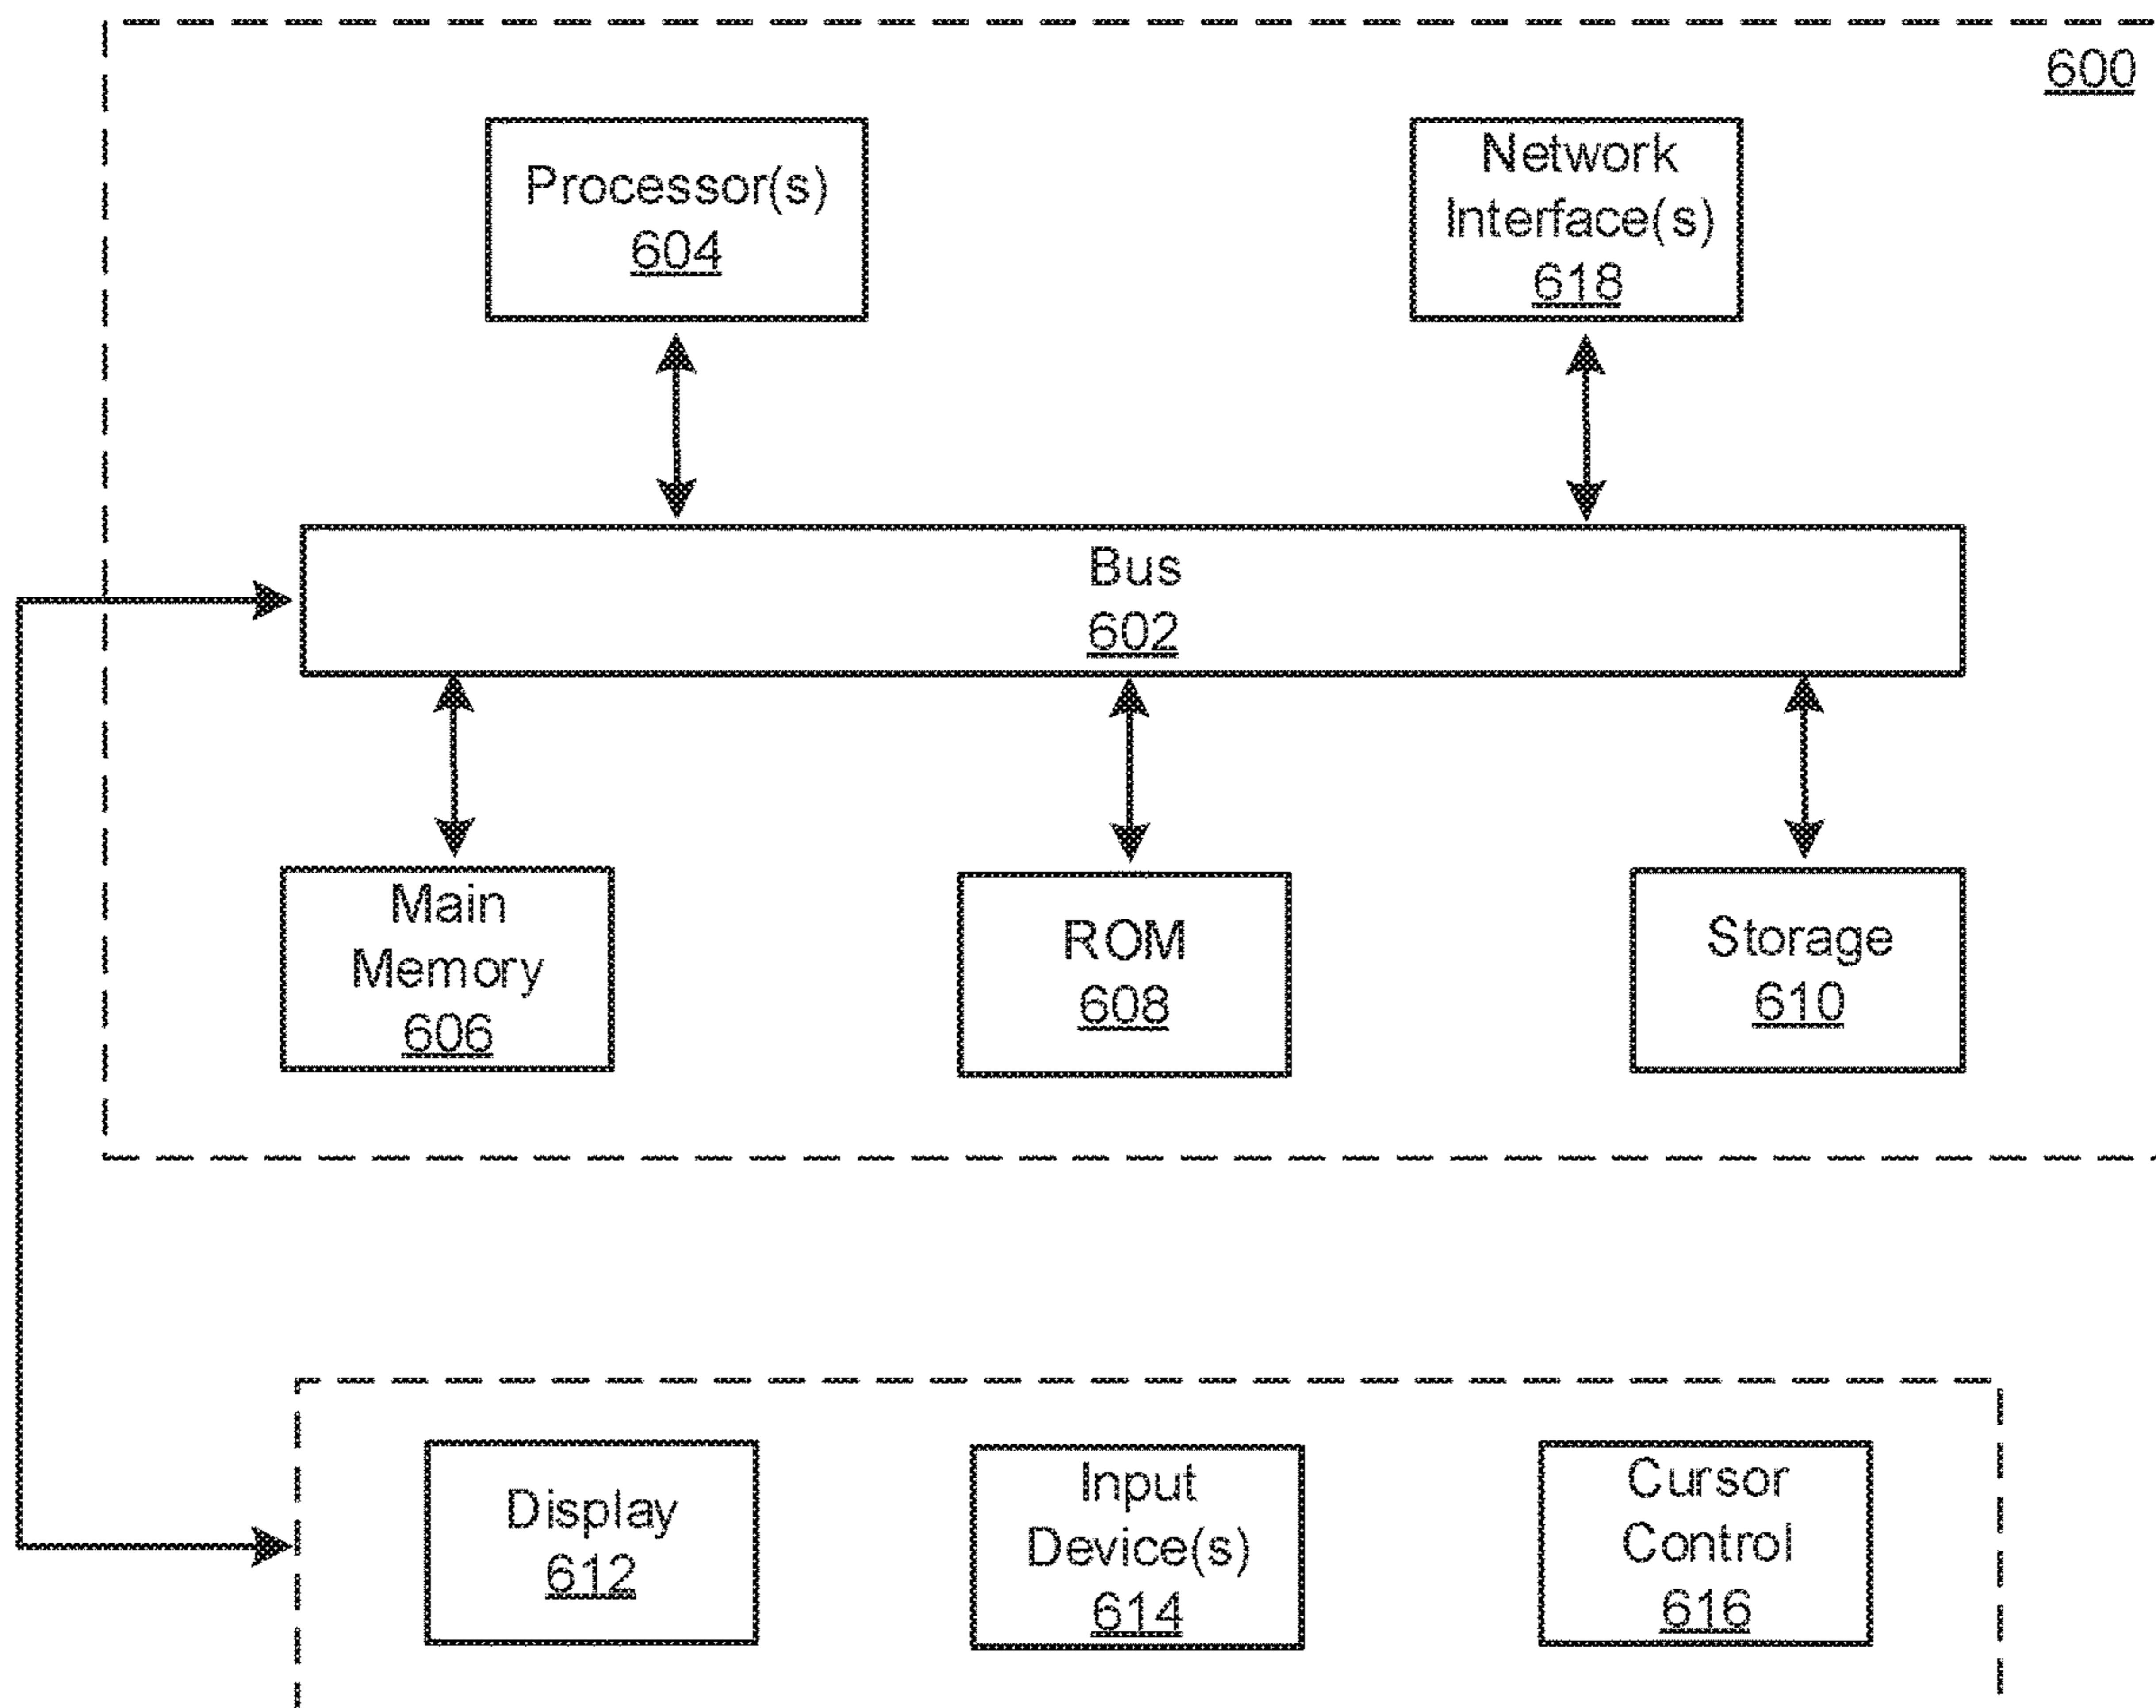 600
Processor(s)
604
Network
Interface(s)
618
Bus
602
Main
Memory
606
ROM
608
Storage
610
Display
612
Input
Device(s)
614
Cursor
Control
616